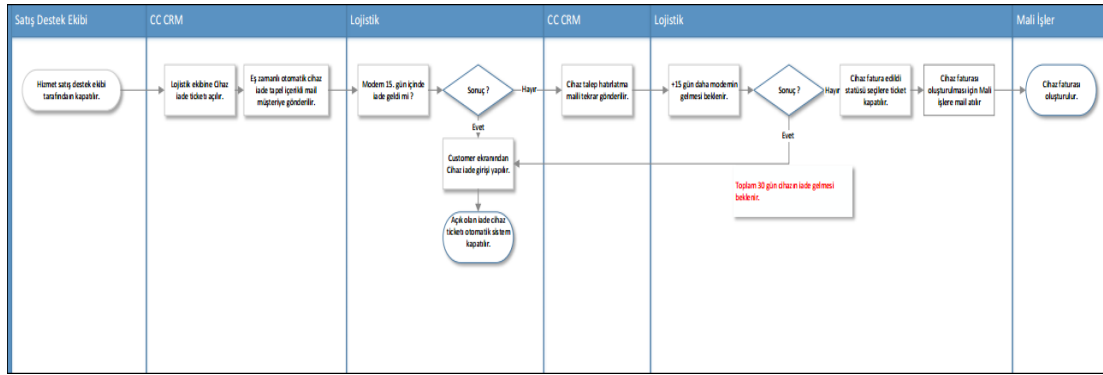 Satış Destek Ekibi
CC CRM
Lojistik
CC CRM
Lojistik
Mali İşler
Hizmet satış destek ekibi
tarafından kapatılır.
Lojistik ekibine Cihaz
iade ticketı açılır.
Eş zamanlı otomatik cihaz
iade tapel içerikli mail
müşteriye gönderilir.
Modem 15. gün içinde
iade geldi mi ?
Sonuç ?
Hayır
Evet
Customer ekranından
Cihaz iade girişi yapılır.
Açık olan iade cihaz
ticketı otomatik sistem
kapatılır.
Cihaz talep hatırlatma
maili tekrar gönderilir.
+15 gün daha modemin
gelmesi beklenir.
Sonuç ?
Hayır
Evet
Toplam 30 gün cihazın iade gelmesi
beklenir.
Cihaz fatura edildi
statüsü seçilere ticket
kapatılır.
Cihaz faturası
oluşturulması için Mali
işlere mail atılır
Cihaz faturası
oluşturulur.